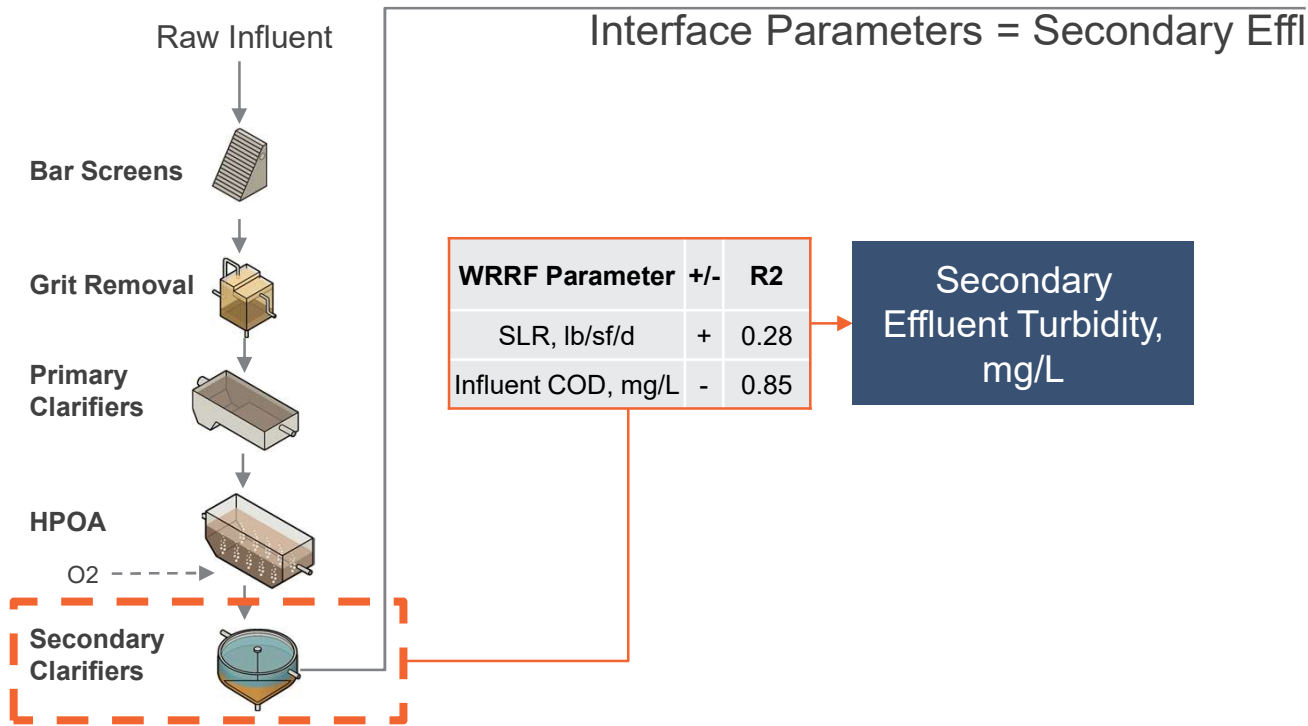 Raw Influent
Interface Parameters = Secondary Effl
Bar Screens
Grit Removal
Primary
Clarifiers
HPOA
O2
Secondary
Clarifiers
WRRF Parameter +/- R2
SLR, lb/sf/d + 0.28
Influent COD, mg/L - 0.85
Secondary
Effluent Turbidity,
mg/L